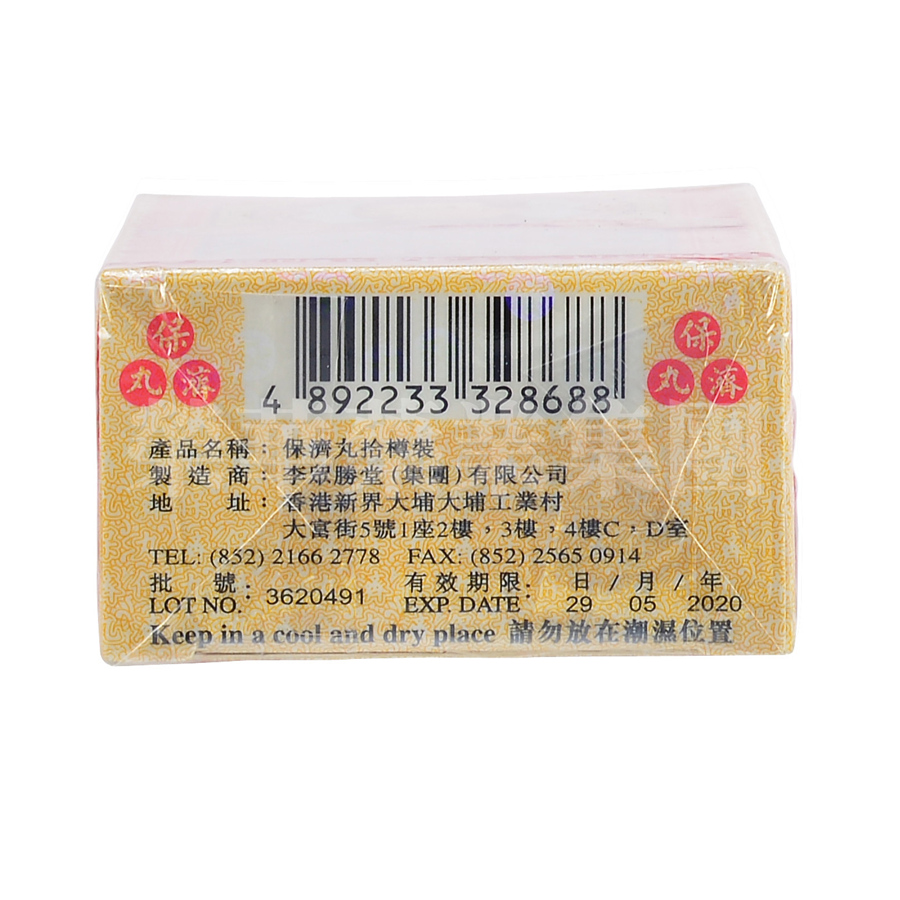 保
丸 濟
保
丸 濟
4 892233 328688
產品名稱：保濟丸拾樽裝
製造商：李眾勝堂(集團)有限公司
地址：香港新界大埔大埔工業村
大富街5號1座2樓，3樓，4樓C，D室
TEL: (852) 2166 2778 FAX: (852) 2565 0914
批號： 有效期限： 日 / 月 / 年
LOT NO. 3620491 EXP. DATE 29 05 2020
Keep in a cool and dry place 請勿放在潮濕位置